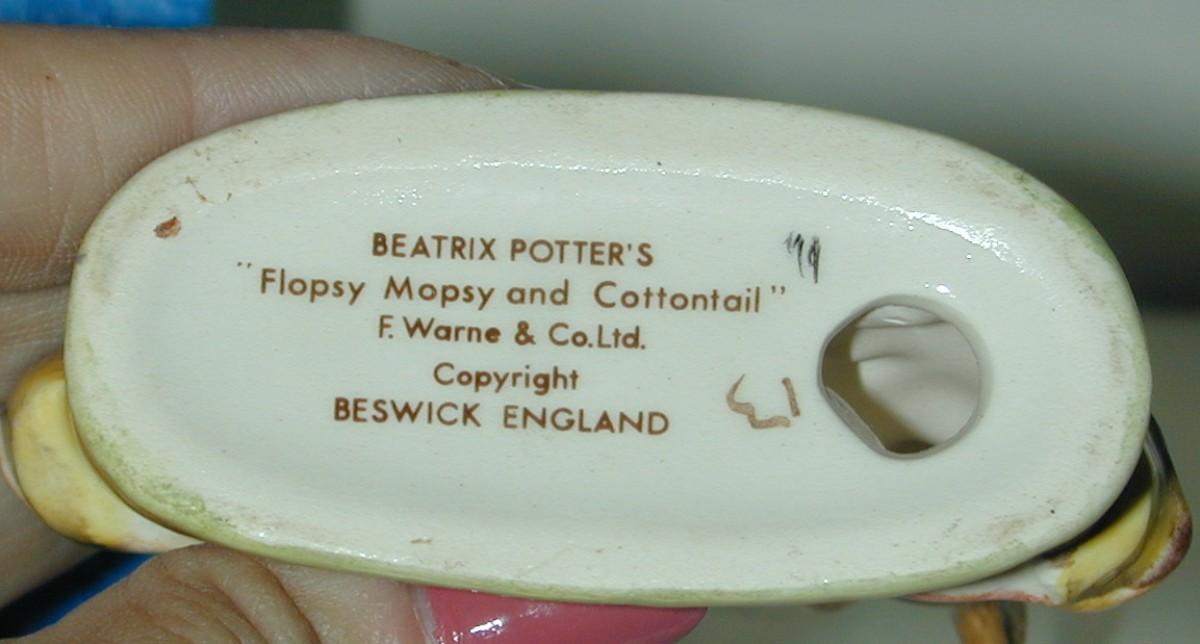 BEATRIX POTTER'S
"Flopsy Mopsy and Cottontail"
F. Warne & Co. Ltd.
Copyright
BESWICK ENGLAND